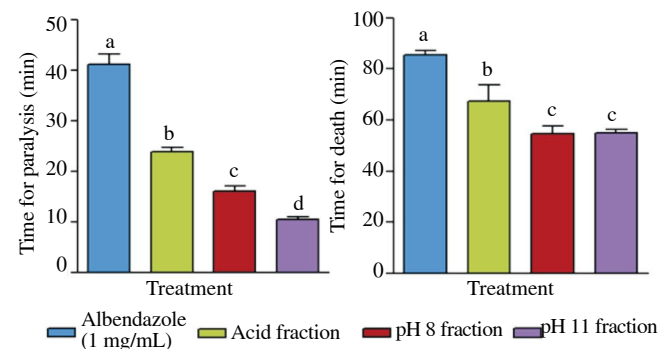 Time for paralysis (min)
50
40
30
20
10
0
a
b
c
d
Treatment
Time for death (min)
100
80
60
40
20
0
a
b
c
c
Treatment
Albendazole
(1 mg/mL)
Acid fraction
pH 8 fraction
pH 11 fraction